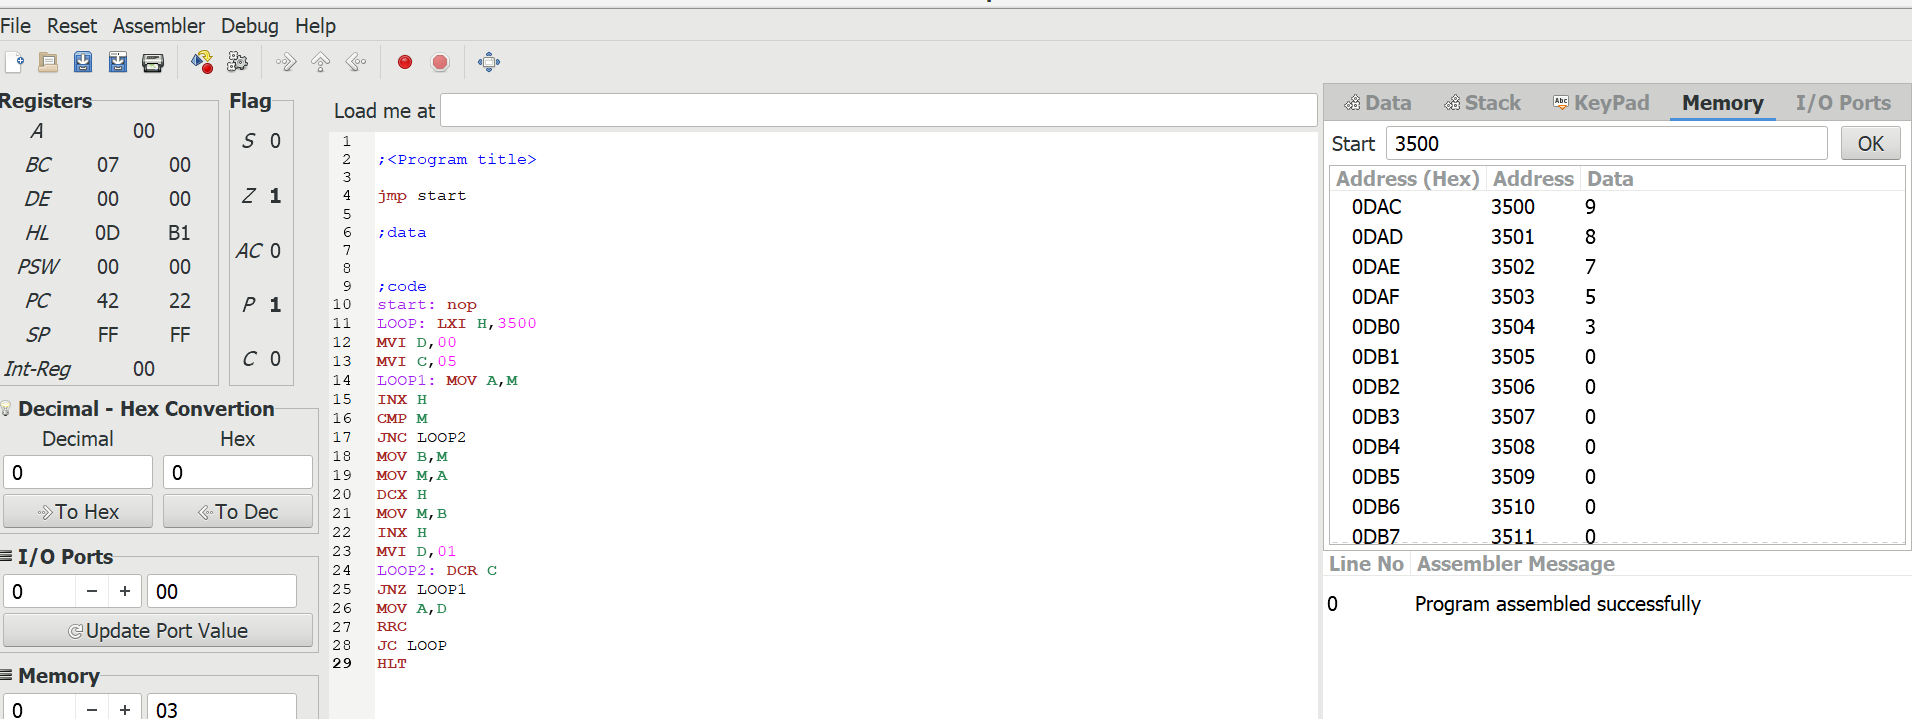 File Reset Assembler Debug Help
Registers
A 00
BC 07 00
DE 00 00
HL 0D B1
PSW 00 00
PC 42 22
SP FF FF
Int-Reg 00
Flag
S 0
Z 1
AC 0
P 1
C 0
Decimal - Hex Convertion
Decimal Hex
0 0
To Hex To Dec
I/O Ports
0 − + 00
Update Port Value
Memory
0 − + 03
Load me at
1
2 ;<Program title>
3
4 jmp start
5
6 ;data
7
8
9 ;code
10 start: nop
11 LOOP: LXI H,3500
12 MVI D,00
13 MVI C,05
14 LOOP1: MOV A,M
15 INX H
16 CMP M
17 JNC LOOP2
18 MOV B,M
19 MOV M,A
20 DCX H
21 MOV M,B
22 INX H
23 MVI D,01
24 LOOP2: DCR C
25 JNZ LOOP1
26 MOV A,D
27 RRC
28 JC LOOP
29 HLT
Data Stack Abc KeyPad Memory I/O Ports
Start 3500 OK
Address (Hex) Address Data
0DAC 3500 9
0DAD 3501 8
0DAE 3502 7
0DAF 3503 5
0DB0 3504 3
0DB1 3505 0
0DB2 3506 0
0DB3 3507 0
0DB4 3508 0
0DB5 3509 0
0DB6 3510 0
0DB7 3511 0
Line No Assembler Message
0 Program assembled successfully